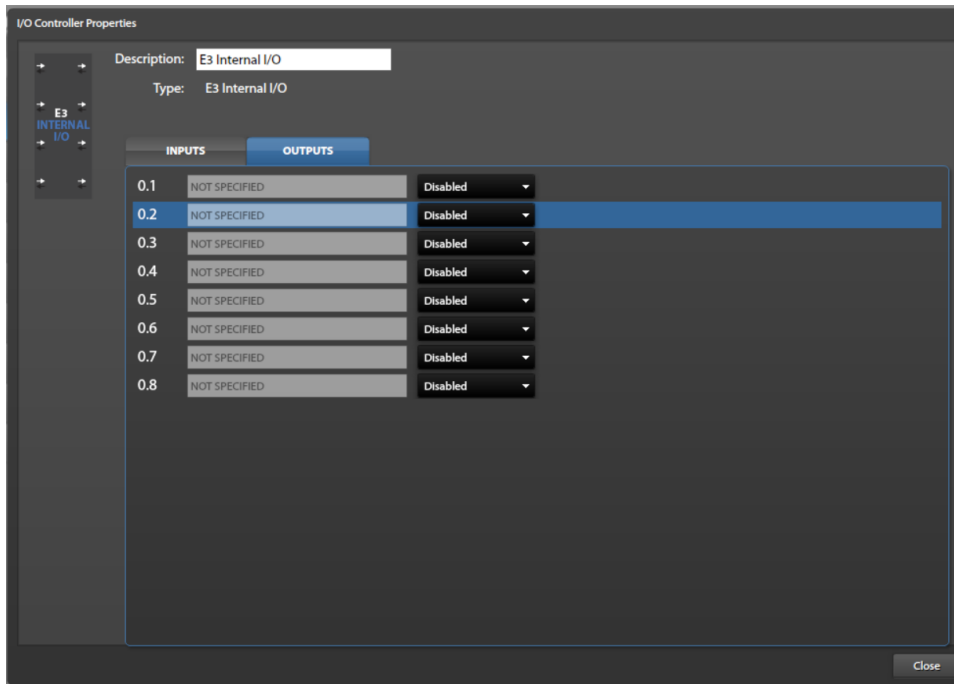 I/O Controller Properties
E3
INTERNAL
I/O
Description: E3 Internal I/O
Type: E3 Internal I/O
INPUTS OUTPUTS
0.1 NOT SPECIFIED Disabled
0.2 NOT SPECIFIED Disabled
0.3 NOT SPECIFIED Disabled
0.4 NOT SPECIFIED Disabled
0.5 NOT SPECIFIED Disabled
0.6 NOT SPECIFIED Disabled
0.7 NOT SPECIFIED Disabled
0.8 NOT SPECIFIED Disabled
Close